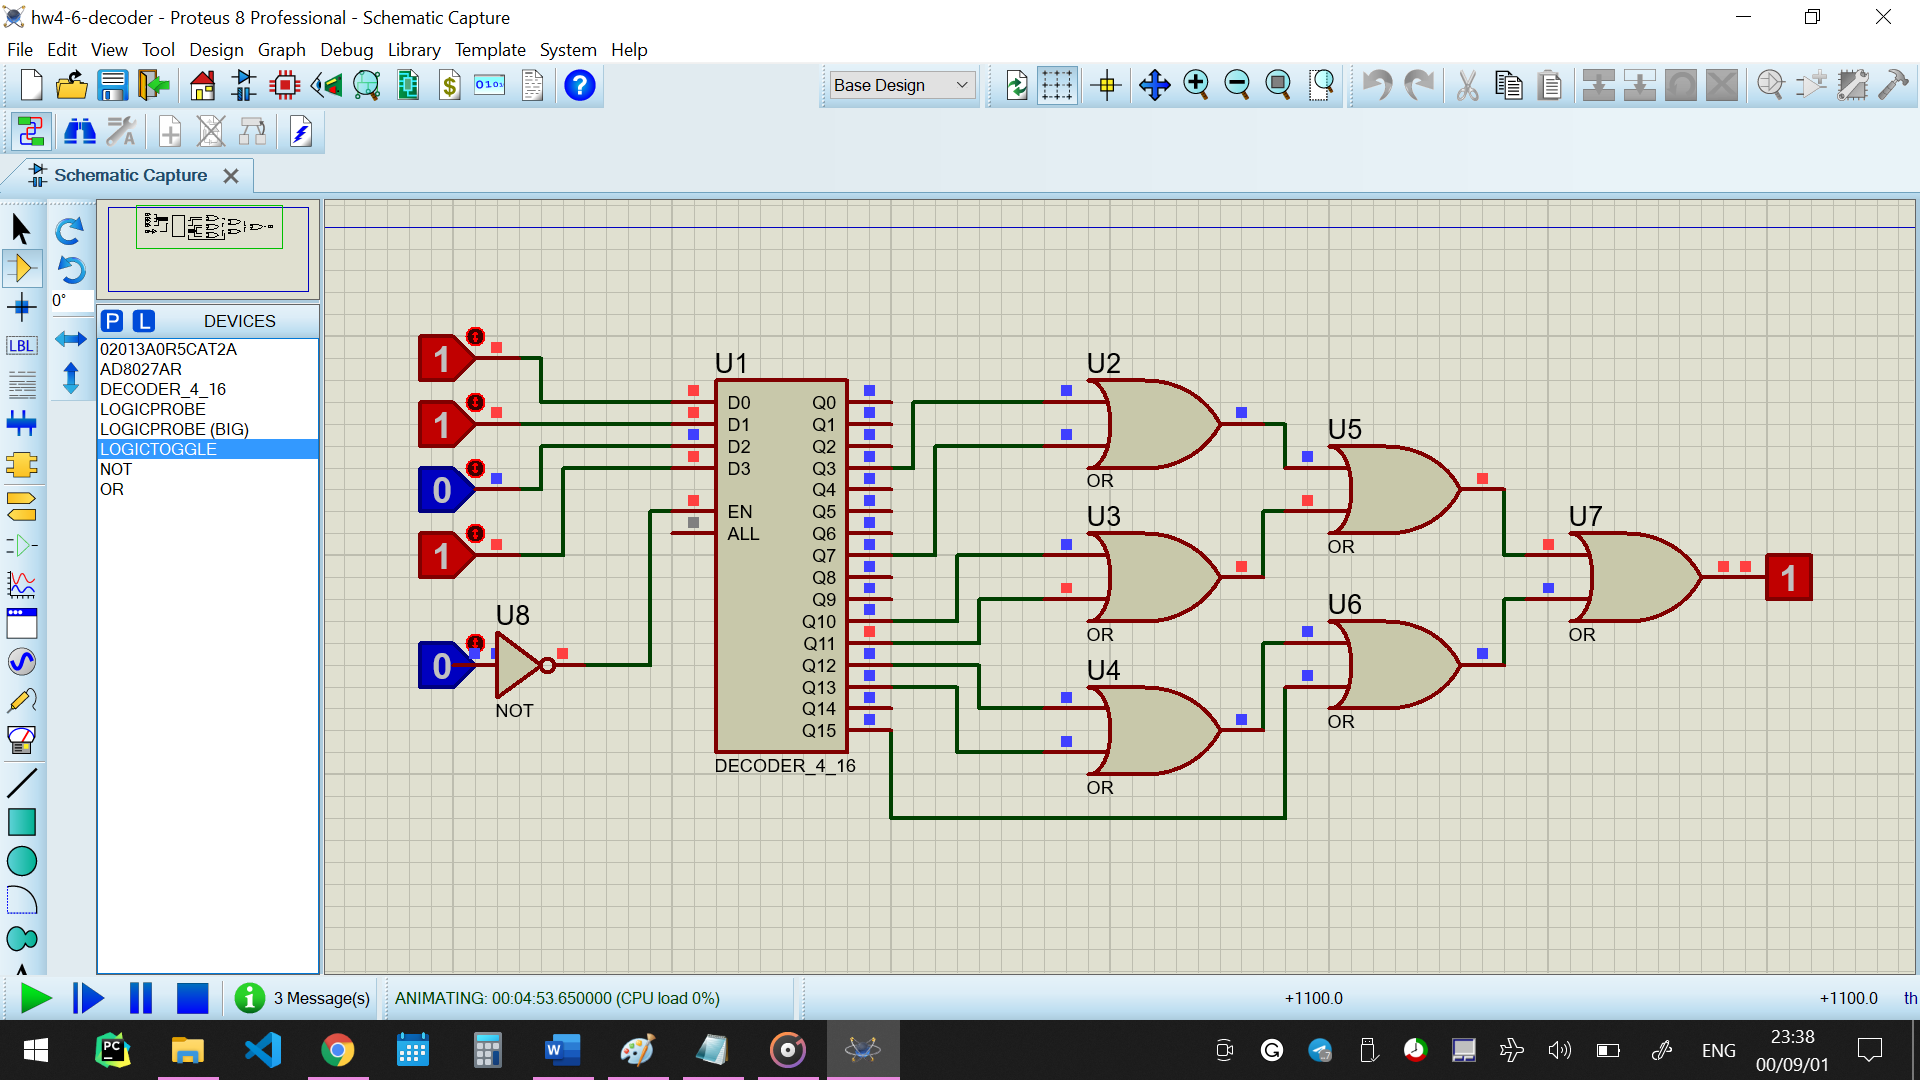 hw4-6-decoder - Proteus 8 Professional - Schematic Capture
File Edit View Tool Design Graph Debug Library Template System Help
Base Design
Schematic Capture
0°
LBL
P L DEVICES
02013A0R5CAT2A
AD8027AR
DECODER_4_16
LOGICPROBE
LOGICPROBE (BIG)
LOGICTOGGLE
NOT
OR
1
1
0
1
0
U8
NOT
U1
D0
D1
D2
D3
EN
ALL
Q0
Q1
Q2
Q3
Q4
Q5
Q6
Q7
Q8
Q9
Q10
Q11
Q12
Q13
Q14
Q15
DECODER_4_16
U2
OR
U3
OR
U4
OR
U5
OR
U6
OR
U7
OR
1
3 Message(s)
ANIMATING: 00:04:53.650000 (CPU load 0%)
+1100.0
+1100.0
th
PC
W
G
ENG
23:38
00/09/01